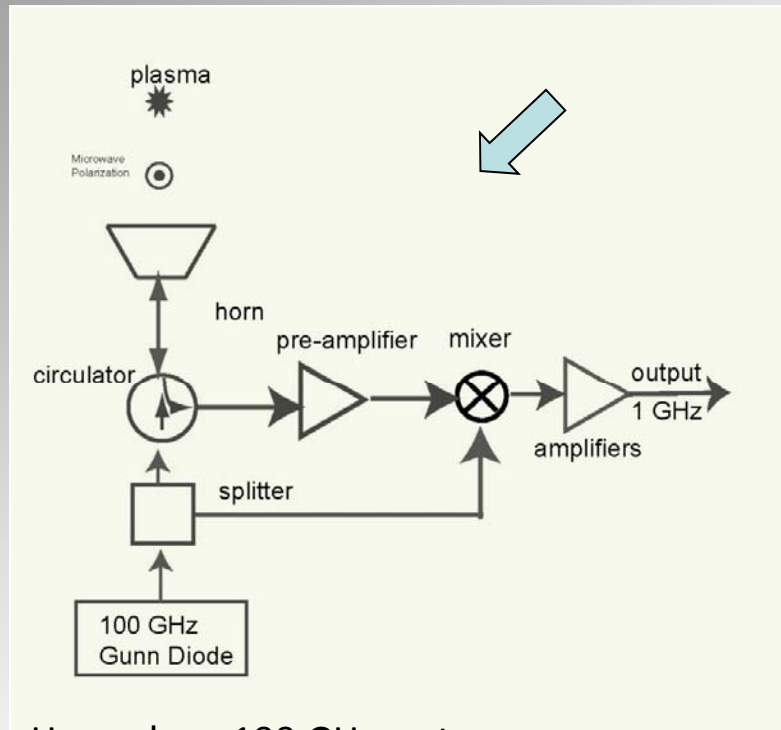 plasma
Microwave
Polarization
horn
pre-amplifier
mixer
circulator
output
1 GHz
amplifiers
splitter
100 GHz
Gunn Diode